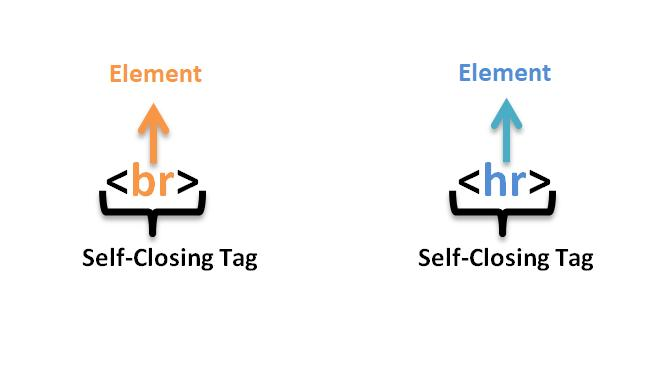 Element
<br>
Self-Closing Tag
Element
<hr>
Self-Closing Tag